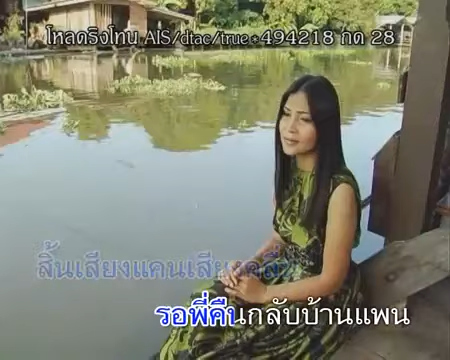 โหลดริงโทน AIS/dtac/true*494218 กด 28
สิ้นเสียงแคนเสียง
รอพี่คืนกลับบ้านแพน